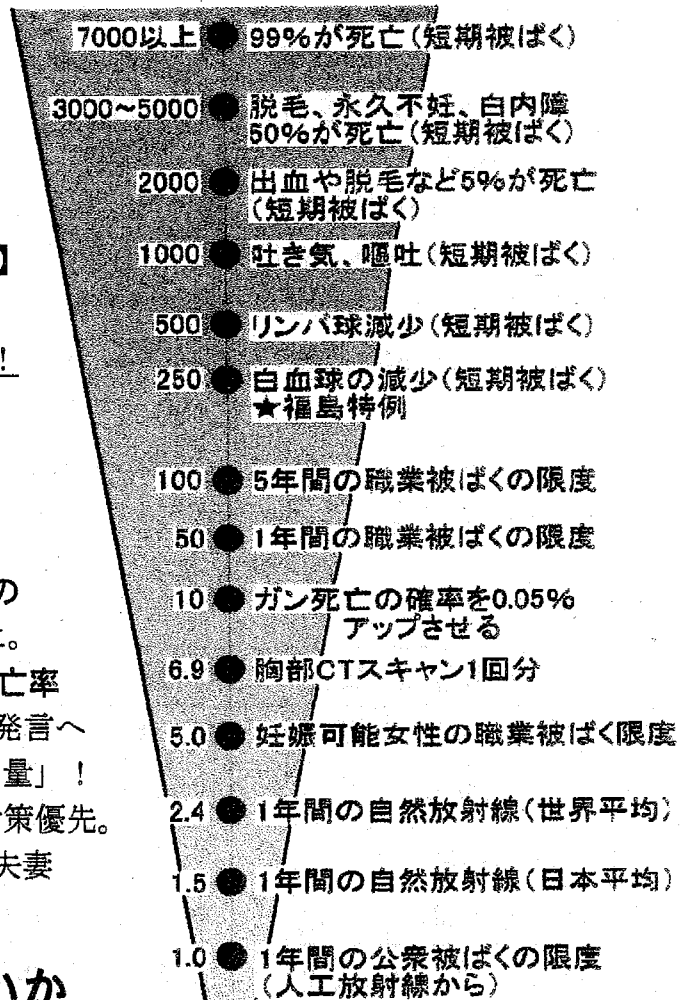 7000以上 99%が死亡(短期被ばく)
3000~5000 脱毛、永久不妊、白内障
50%が死亡(短期被ばく)
2000 出血や脱毛など5%が死亡
(短期被ばく)
】
1000 吐き気、嘔吐(短期被ばく)
500 リンパ球減少(短期被ばく)
!
250 白血球の減少(短期被ばく)
★福島特例
100 5年間の職業被ばくの限度
50 1年間の職業被ばくの限度
の
10 ガン死亡の確率を0.05%
アップさせる
。
亡率
6.9 胸部CTスキャン1回分
発言へ
5.0 妊娠可能女性の職業被ばく限度
量」!
策優先。
2.4 1年間の自然放射線(世界平均)
夫妻
1.5 1年間の自然放射線(日本平均)
1.0 1年間の公衆被ばくの限度
(人工放射線から)
いか